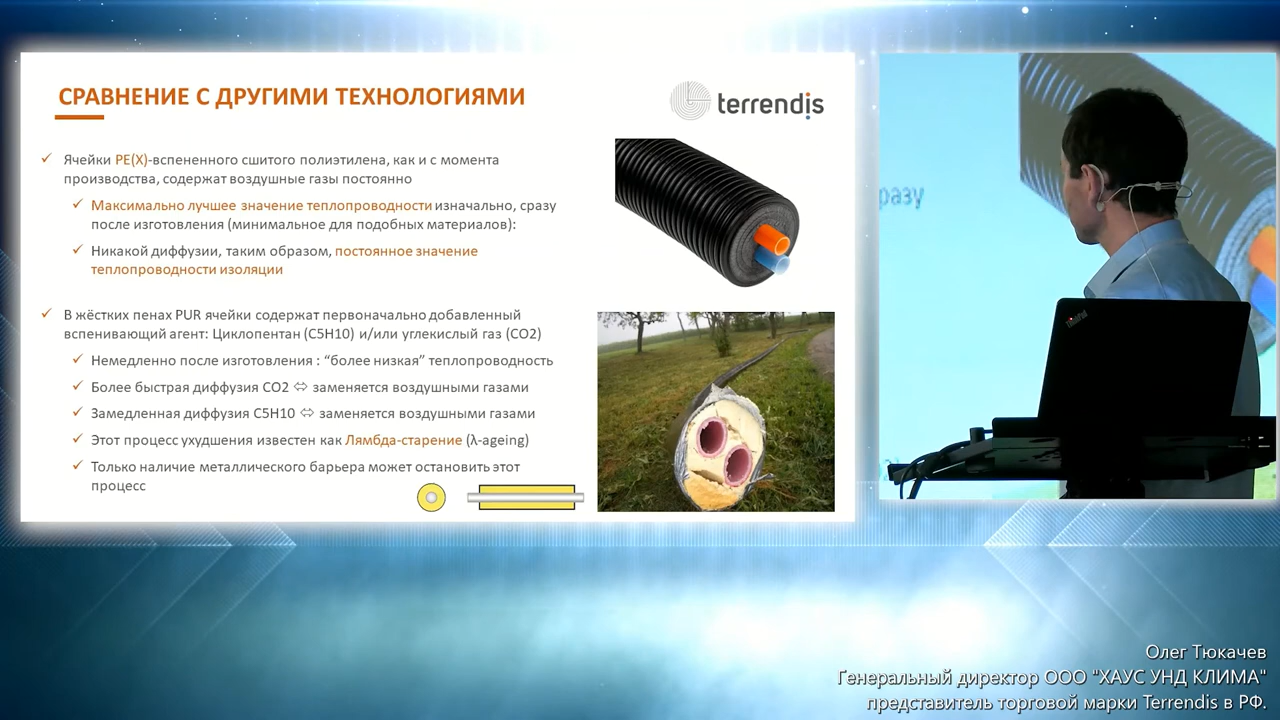 СРАВНЕНИЕ С ДРУГИМИ ТЕХНОЛОГИЯМИ
terrendis
Ячейки PE(X)-вспененного сшитого полиэтилена, как и с момента
производства, содержат воздушные газы постоянно
Максимально лучшее значение теплопроводности изначально, сразу
после изготовления (минимальное для подобных материалов):
Никакой диффузии, таким образом, постоянное значение
теплопроводности изоляции
В жёстких пенах PUR ячейки содержат первоначально добавленный
вспенивающий агент: Циклопентан (C5H10) и/или углекислый газ (CO2)
Немедленно после изготовления : “более низкая” теплопроводность
Более быстрая диффузия CO2 ⇔ заменяется воздушными газами
Замедленная диффузия C5H10 ⇔ заменяется воздушными газами
Этот процесс ухудшения известен как Лямбда-старение (λ-ageing)
Только наличие металлического барьера может остановить этот
процесс
разу
ThinkPad
Олег Тюкачев
Генеральный директор ООО "ХАУС УНД КЛИМА"
представитель торговой марки Terrendis в РФ.